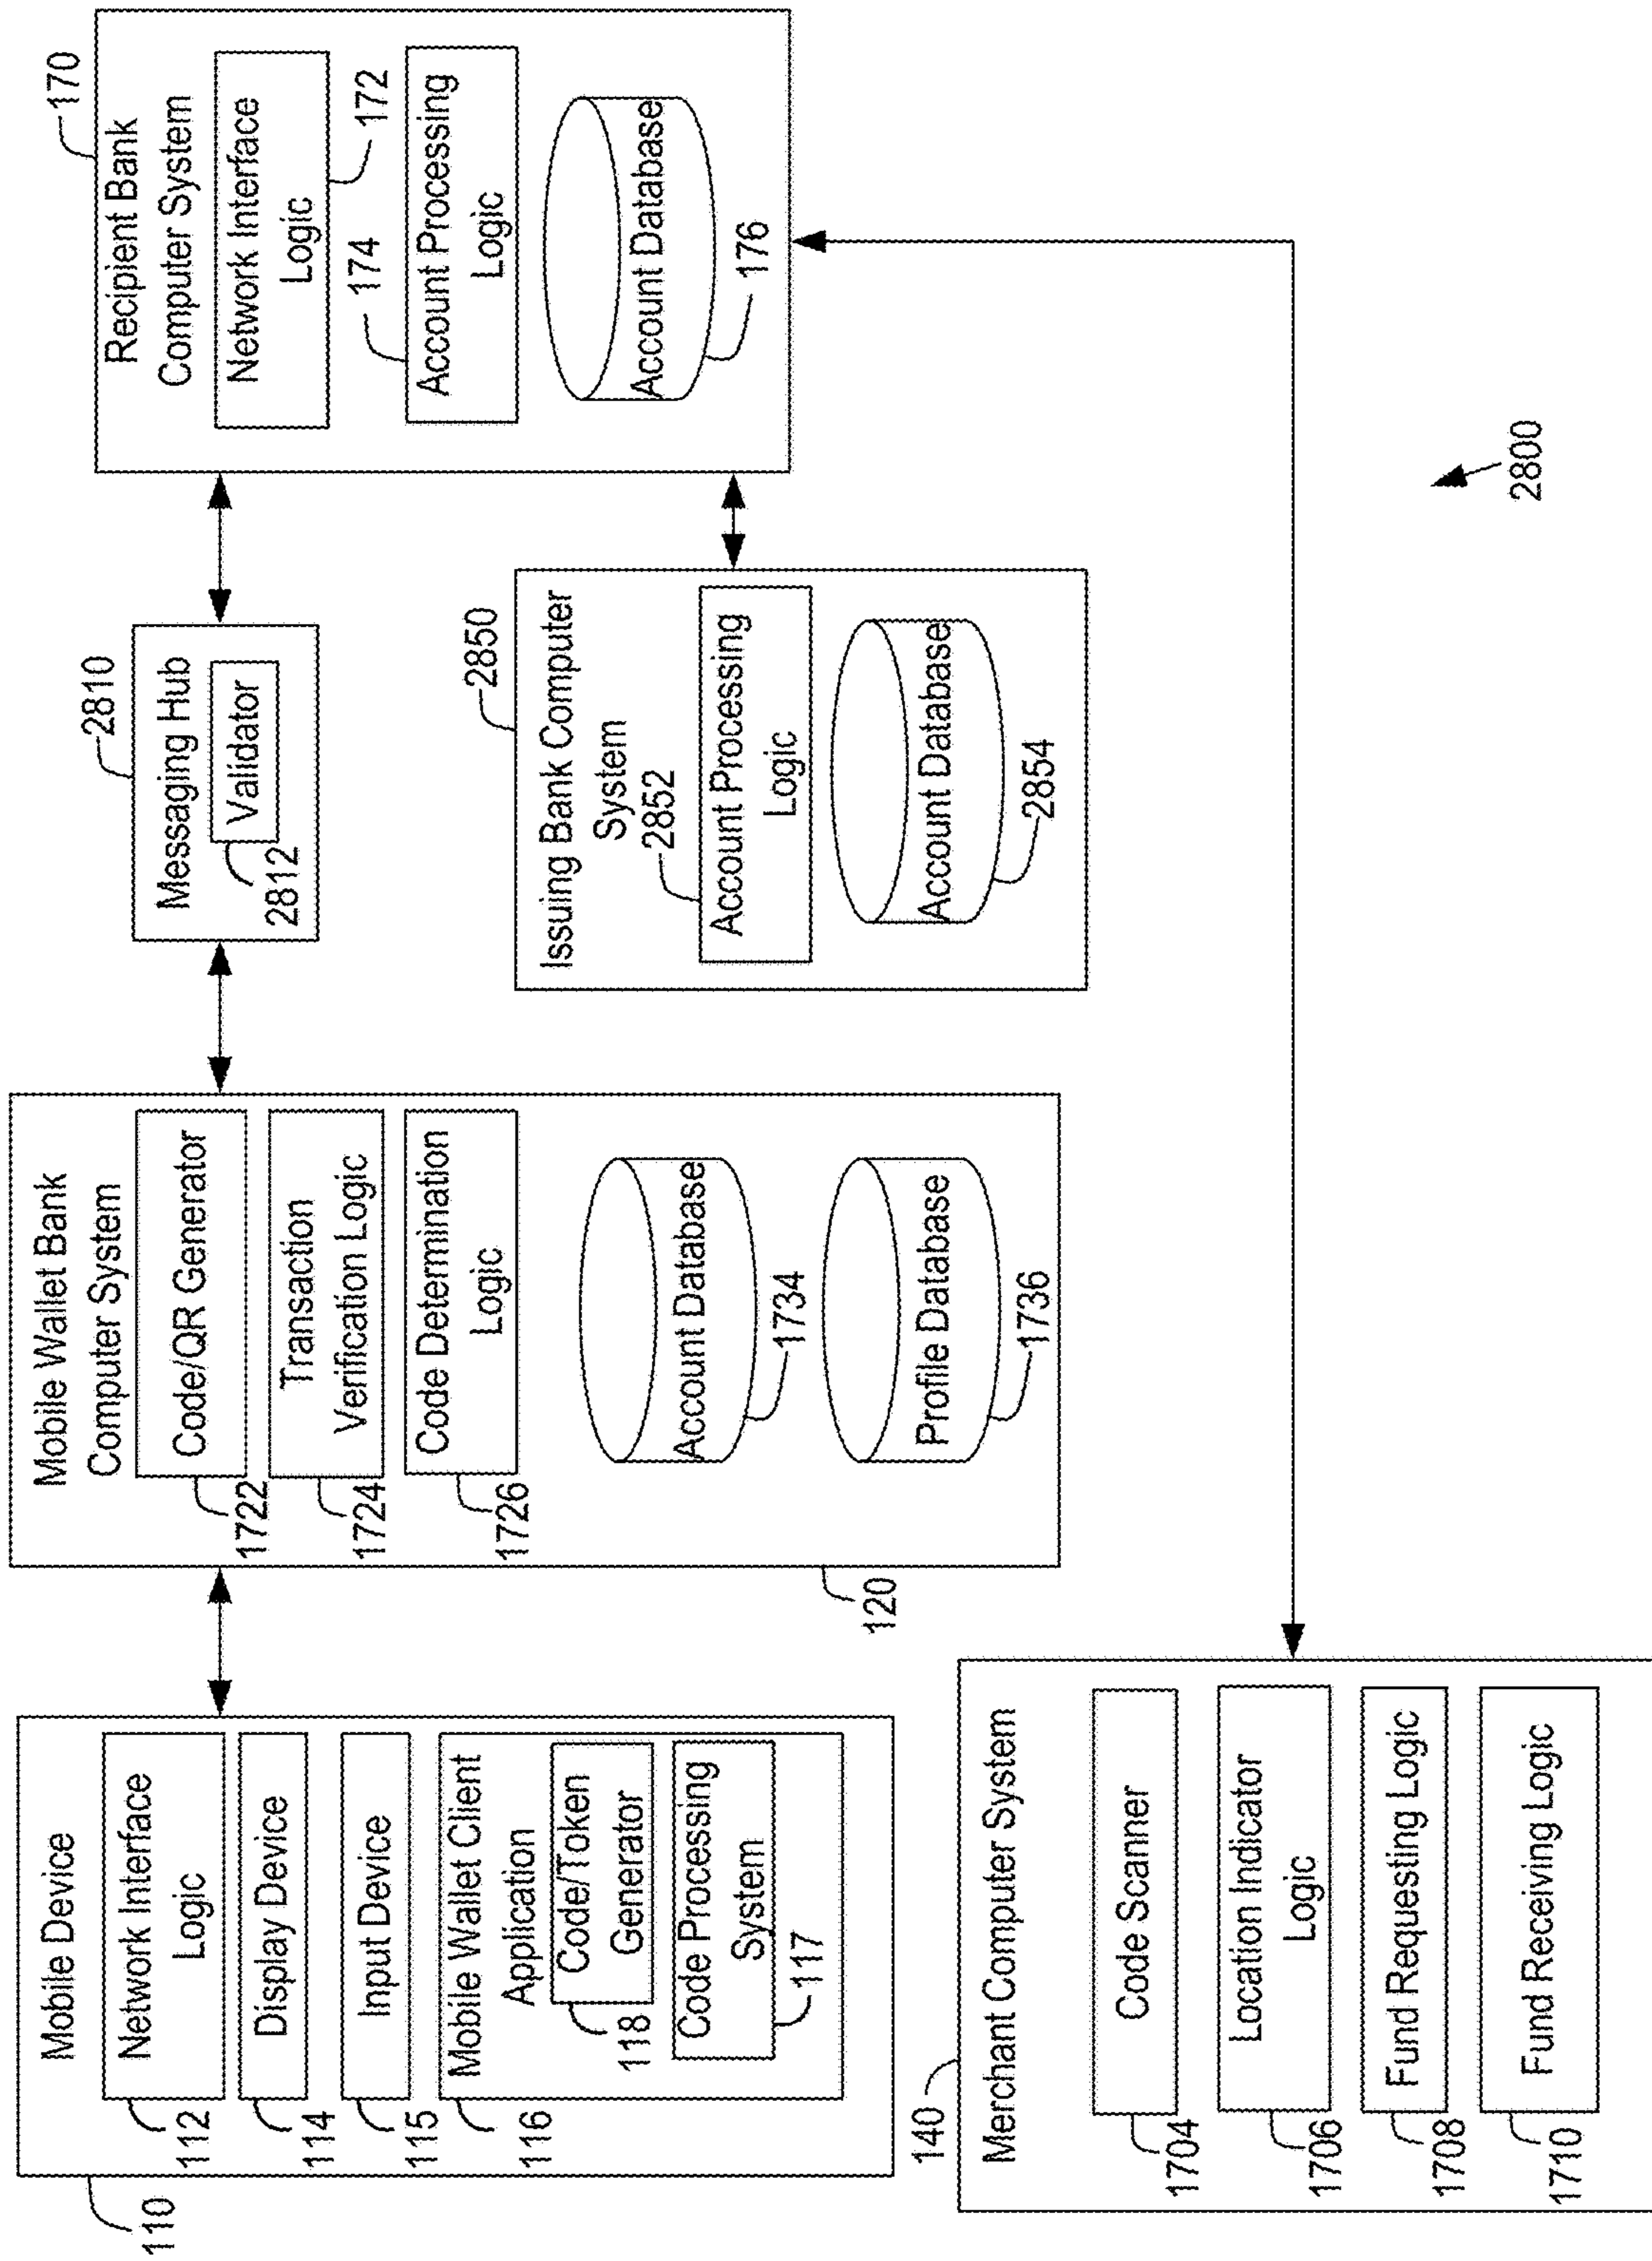 Mobile Device
110
Network Interface
Logic
112
Display Device
114
Input Device
115
Mobile Wallet Client
Application
116
Code/Token
Generator
118
Code Processing
System
117
Mobile Wallet Bank
Computer System
Code/QR Generator
1722
Transaction
Verification Logic
1724
Code Determination
Logic
1726
Account Database
1734
Profile Database
1736
120
2810
Messaging Hub
Validator
2812
170
Recipient Bank
Computer System
Network Interface
Logic
172
174
Account Processing
Logic
Account Database
176
2850
Issuing Bank Computer
System
2852
Account Processing
Logic
Account Database
2854
140
Merchant Computer System
Code Scanner
1704
Location Indicator
Logic
1706
Fund Requesting Logic
1708
Fund Receiving Logic
1710
2800